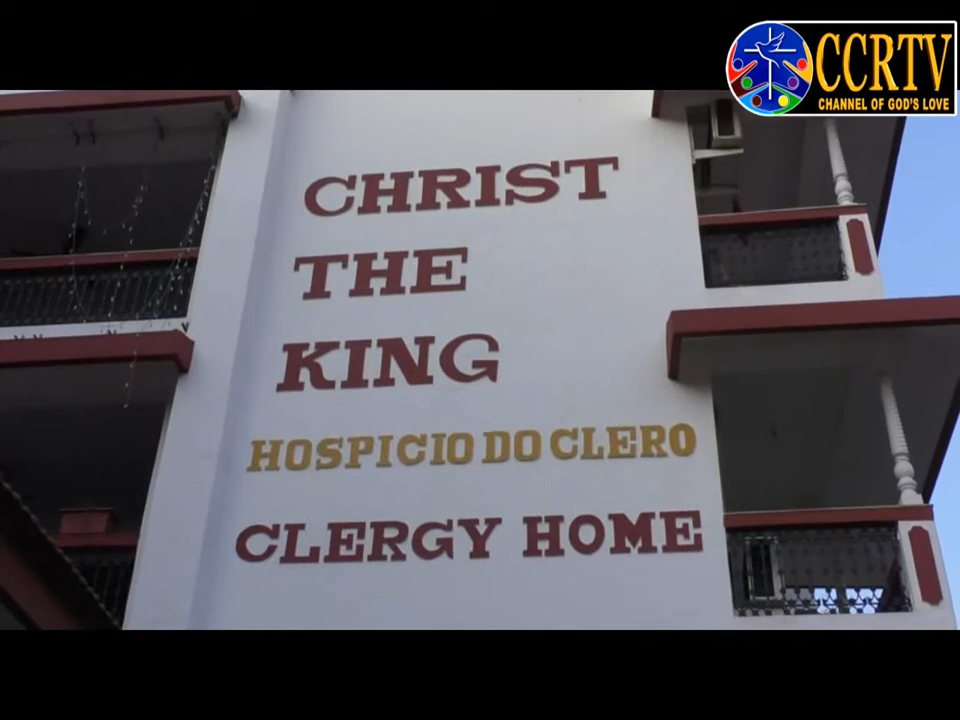 CCRTV
CHANNEL OF GOD'S LOVE
CHRIST
THE
KING
HOSPICIO DO CLERO
CLERGY HOME